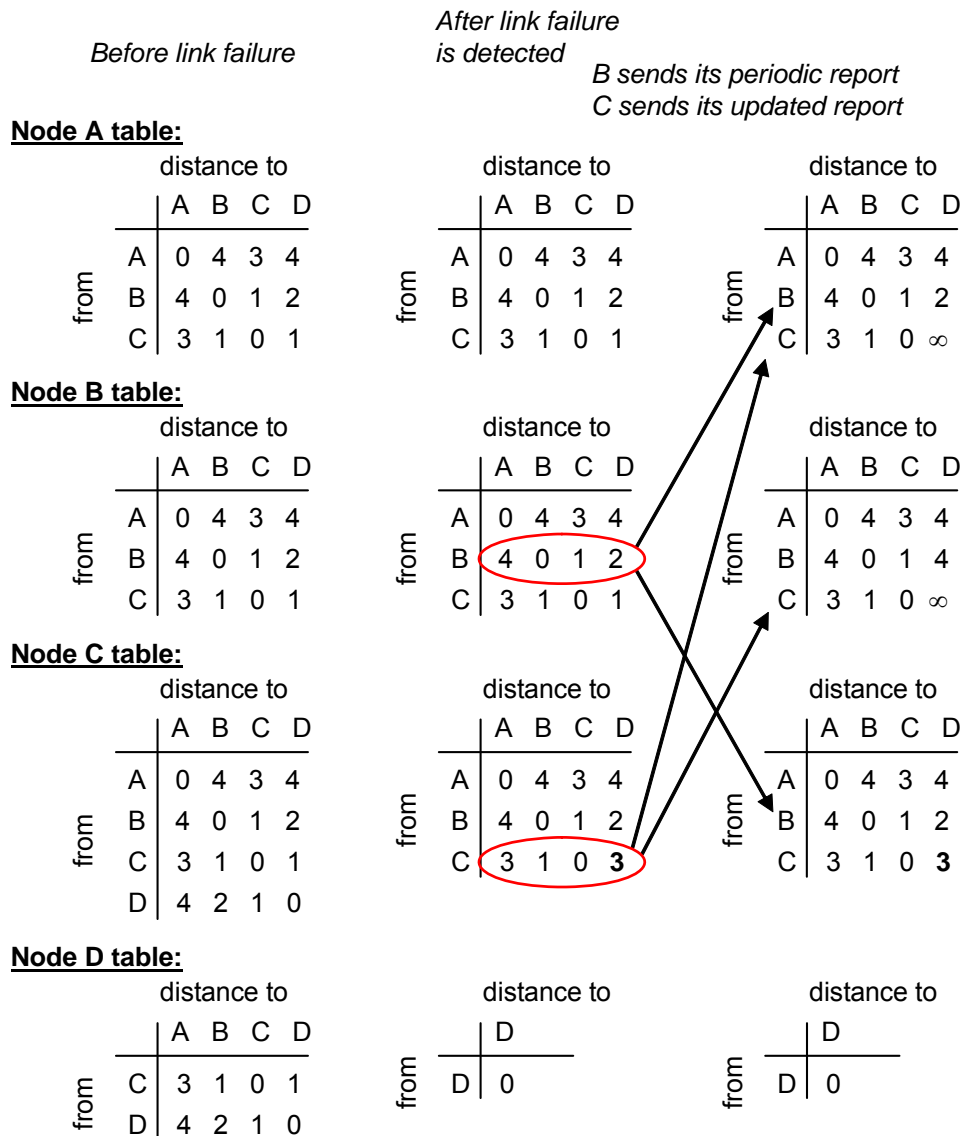 Before link failure
After link failure
is detected
B sends its periodic report
C sends its updated report
Node A table:
distance to distance to distance to
A B C D A B C D A B C D
from from from
A 0 4 3 4 A 0 4 3 4 A 0 4 3 4
B 4 0 1 2 B 4 0 1 2 B 4 0 1 2
C 3 1 0 1 C 3 1 0 1 C 3 1 0 ∞
Node B table:
distance to distance to distance to
A B C D A B C D A B C D
from from from
A 0 4 3 4 A 0 4 3 4 A 0 4 3 4
B 4 0 1 2 B 4 0 1 2 B 4 0 1 4
C 3 1 0 1 C 3 1 0 1 C 3 1 0 ∞
Node C table:
distance to distance to distance to
A B C D A B C D A B C D
from from from
A 0 4 3 4 A 0 4 3 4 A 0 4 3 4
B 4 0 1 2 B 4 0 1 2 B 4 0 1 2
C 3 1 0 1 C 3 1 0 3 C 3 1 0 3
D 4 2 1 0
Node D table:
distance to distance to distance to
A B C D D D
from from from
C 3 1 0 1 D 0 D 0
D 4 2 1 0